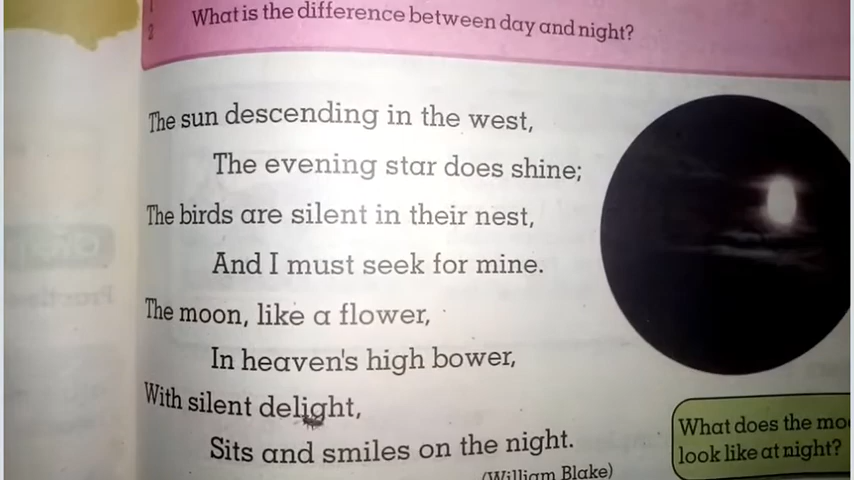 1
2
What is the difference between day and night?
The sun descending in the west,
The evening star does shine;
The birds are silent in their nest,
And I must seek for mine.
The moon, like a flower,
In heaven's high bower,
With silent delight,
Sits and smiles on the night.
(William Blake)
What does the mo
look like at night?